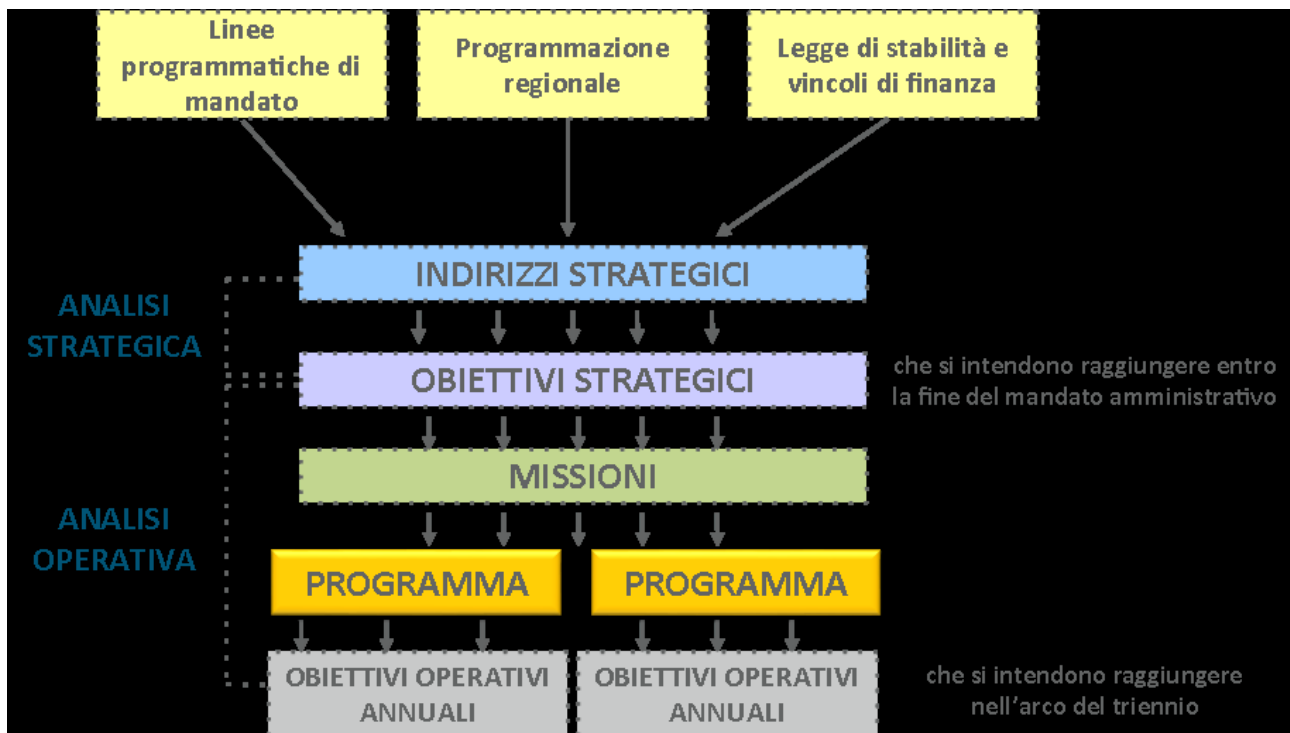 Linee
programmatiche di
mandato
Programmazione
regionale
Legge di stabilità e
vincoli di finanza
INDIRIZZI STRATEGICI
ANALISI
STRATEGICA
OBIETTIVI STRATEGICI
che si intendono raggiungere entro
la fine del mandato amministrativo
MISSIONI
ANALISI
OPERATIVA
PROGRAMMA
PROGRAMMA
OBIETTIVI OPERATIVI
ANNUALI
OBIETTIVI OPERATIVI
ANNUALI
che si intendono raggiungere
nell'arco del triennio